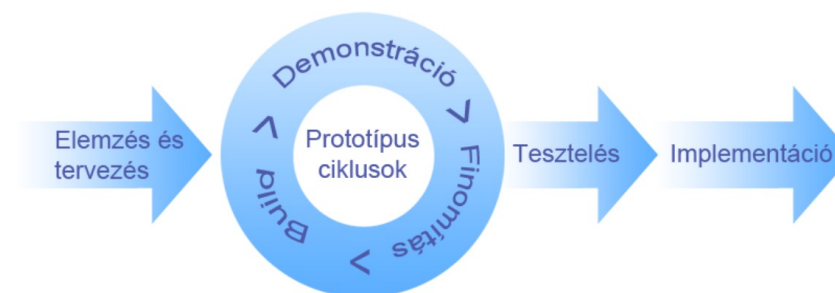 Elemzés és
tervezés
Demonstráció
>
Finomítás
>
Build
>
Prototípus
ciklusok
Tesztelés
Implementáció